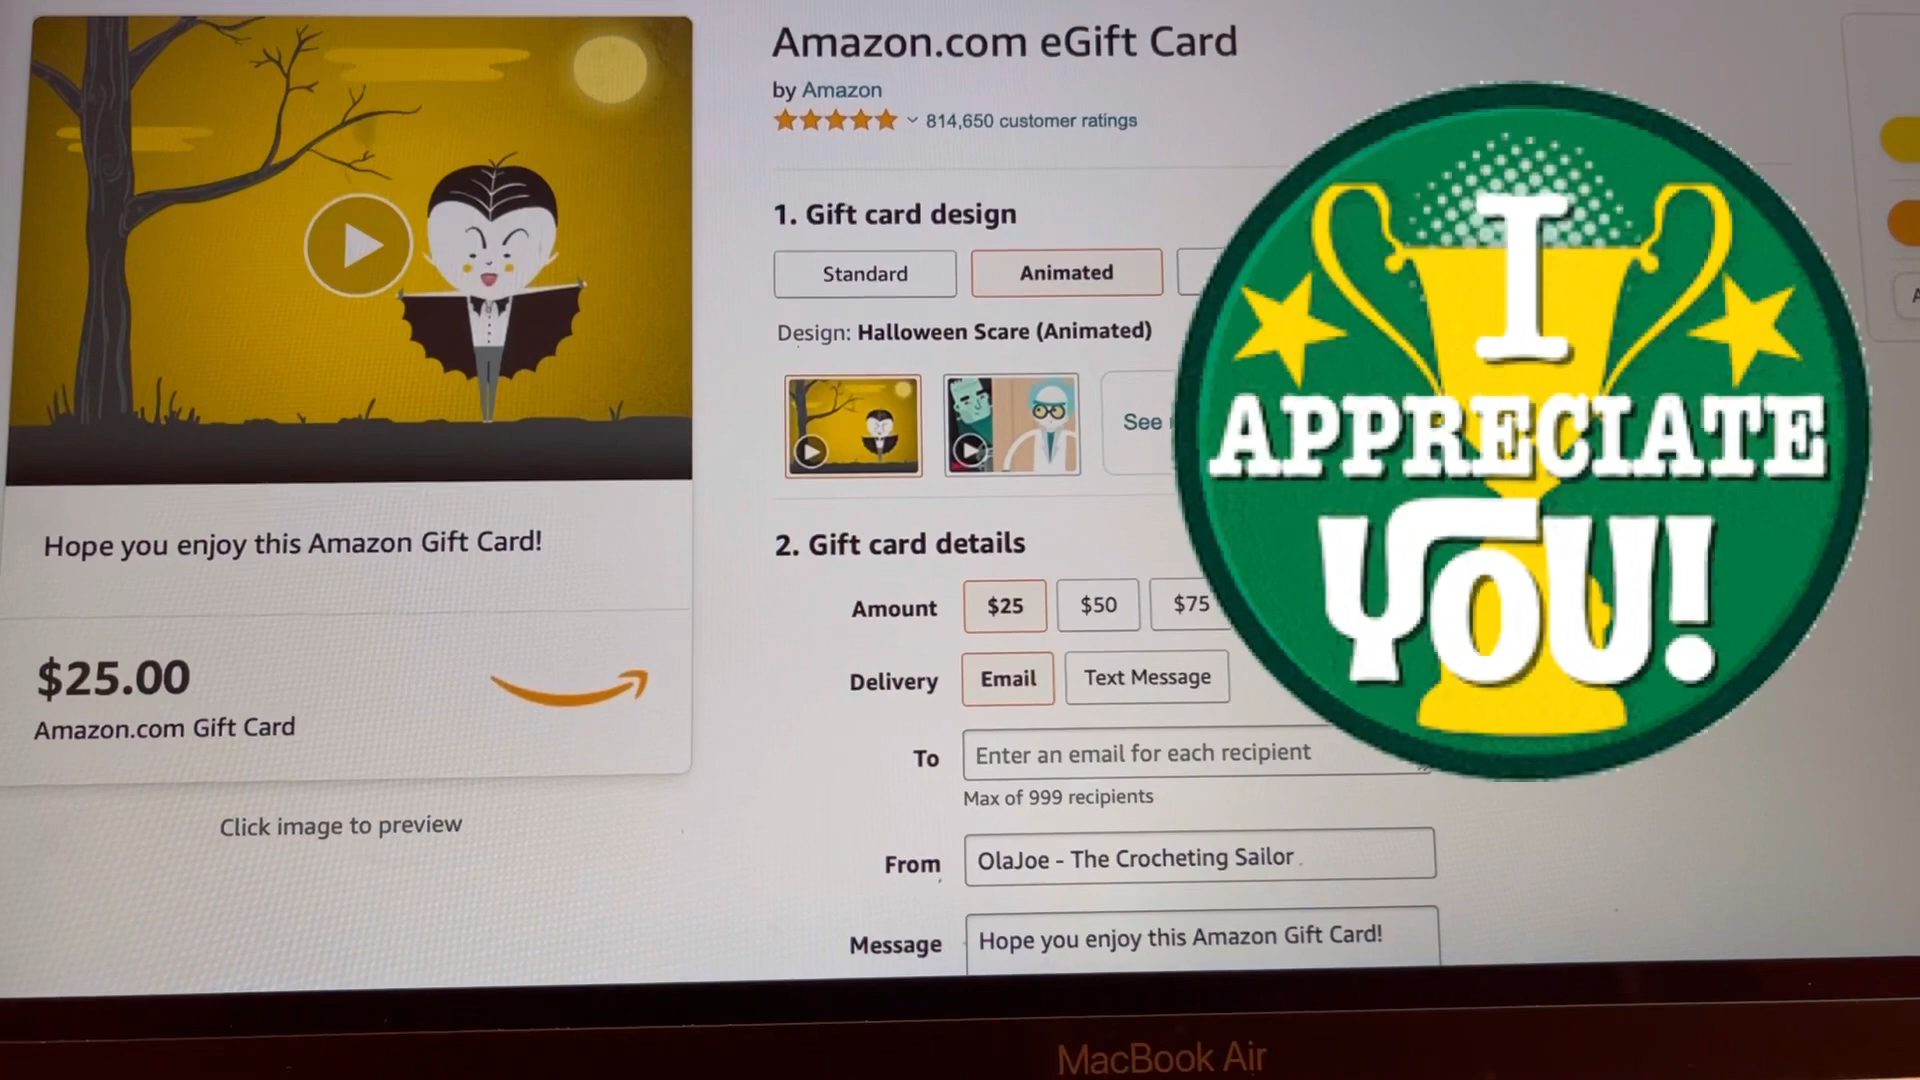 Amazon.com eGift Card
by Amazon
814,650 customer ratings
1. Gift card design
Standard
Animated
Design: Halloween Scare (Animated)
See
Hope you enjoy this Amazon Gift Card!
$25.00
Amazon.com Gift Card
Click image to preview
2. Gift card details
Amount
$25
$50
$75
Delivery
Email
Text Message
To
Enter an email for each recipient
Max of 999 recipients
From
OlaJoe - The Crocheting Sailor
Message
Hope you enjoy this Amazon Gift Card!
I
APPRECIATE
YOU!
MacBook Air